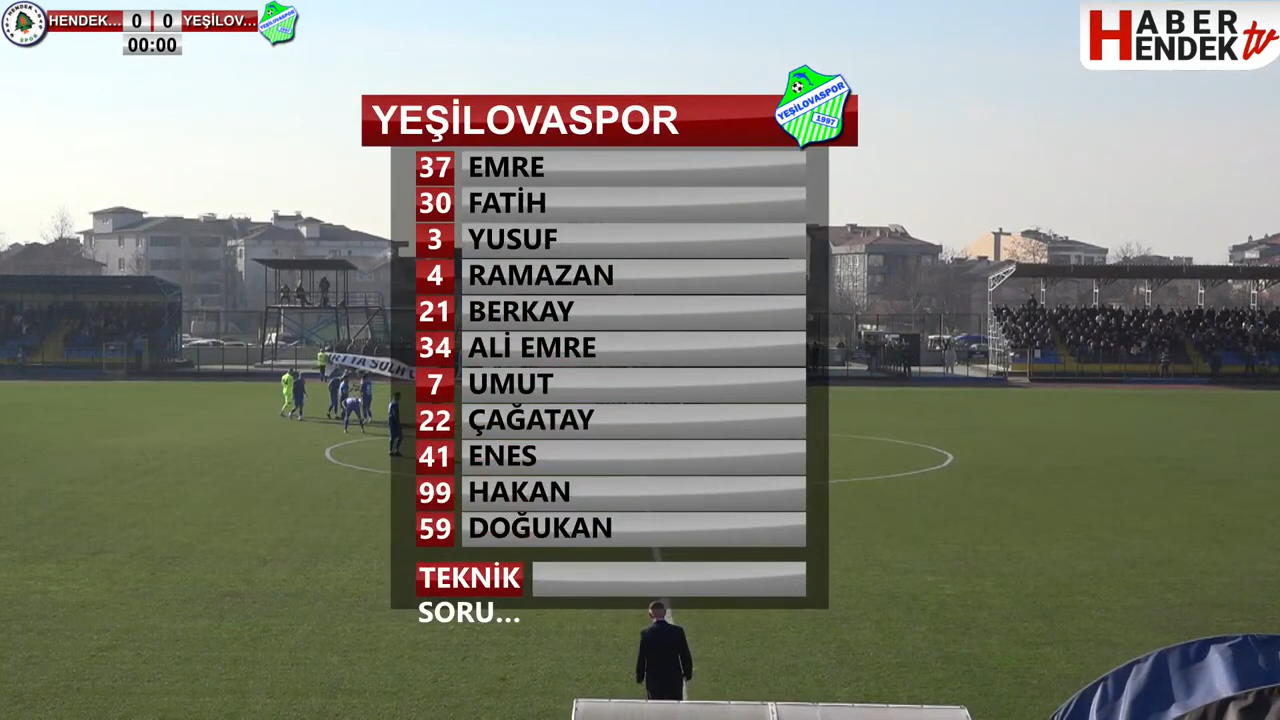 HENDEK... 0 0 YEŞİLOV...
00:00
HABER
HENDEK tv
YEŞİLOVASPOR
YEŞİLOVASPOR
1997
37 EMRE
30 FATİH
3 YUSUF
4 RAMAZAN
21 BERKAY
34 ALİ EMRE
7 UMUT
22 ÇAĞATAY
41 ENES
99 HAKAN
59 DOĞUKAN
TEKNİK
SORU...